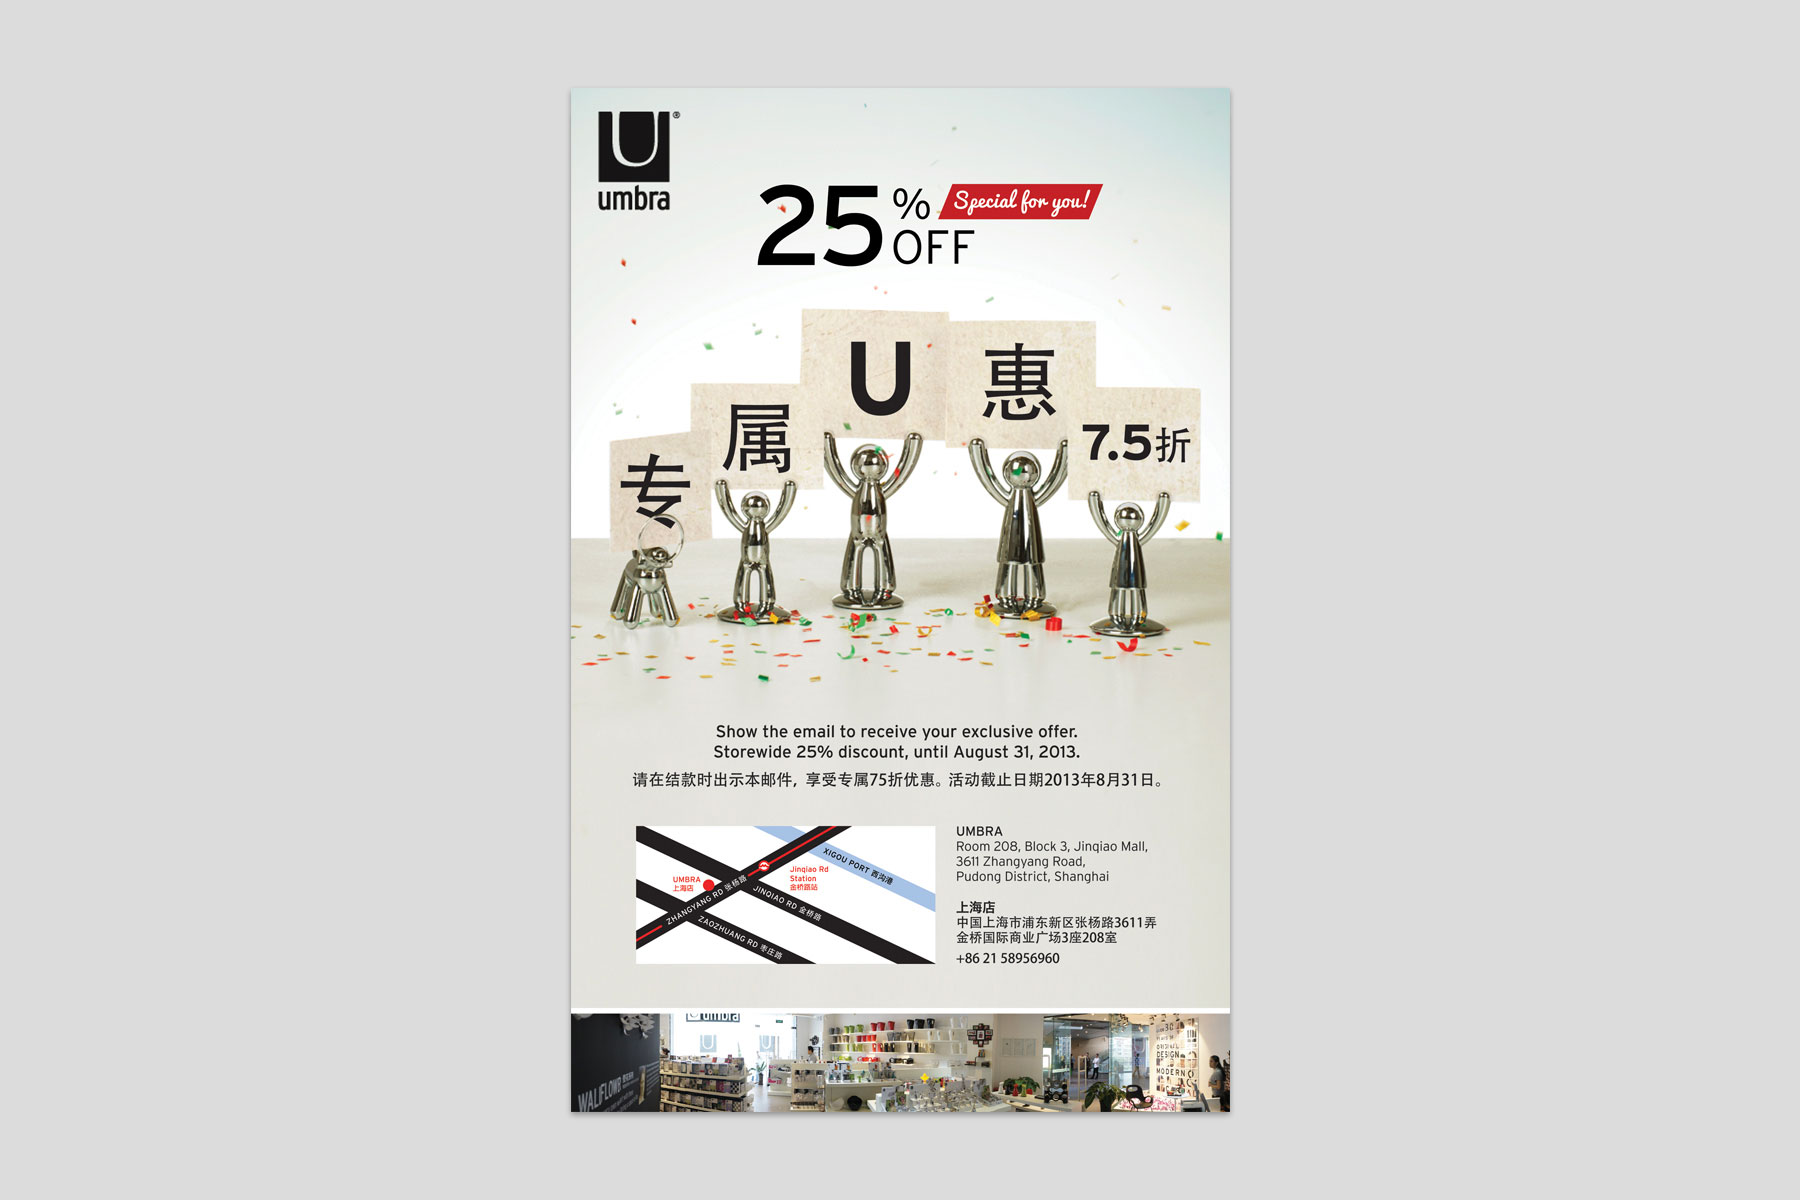 U®
umbra
25% OFF
Special for you!
专属U惠
7.5折
Show the email to receive your exclusive offer.
Storewide 25% discount, until August 31, 2013.
请在结款时出示本邮件，享受专属75折优惠。活动截止日期2013年8月31日。
XIGOU PORT 西沟港
Jinqiao Rd
Station
金桥路站
UMBRA
上海店
ZHANGYANG RD 张杨路
JINQIAO RD 金桥路
ZAOZHUANG RD 枣庄路
UMBRA
Room 208, Block 3, Jinqiao Mall,
3611 Zhangyang Road,
Pudong District, Shanghai
上海店
中国上海市浦东新区张杨路3611弄
金桥国际商业广场3座208室
+86 21 58956960
umbra
WALLFLOWER
ORIGINAL
DESIGN
MODERN